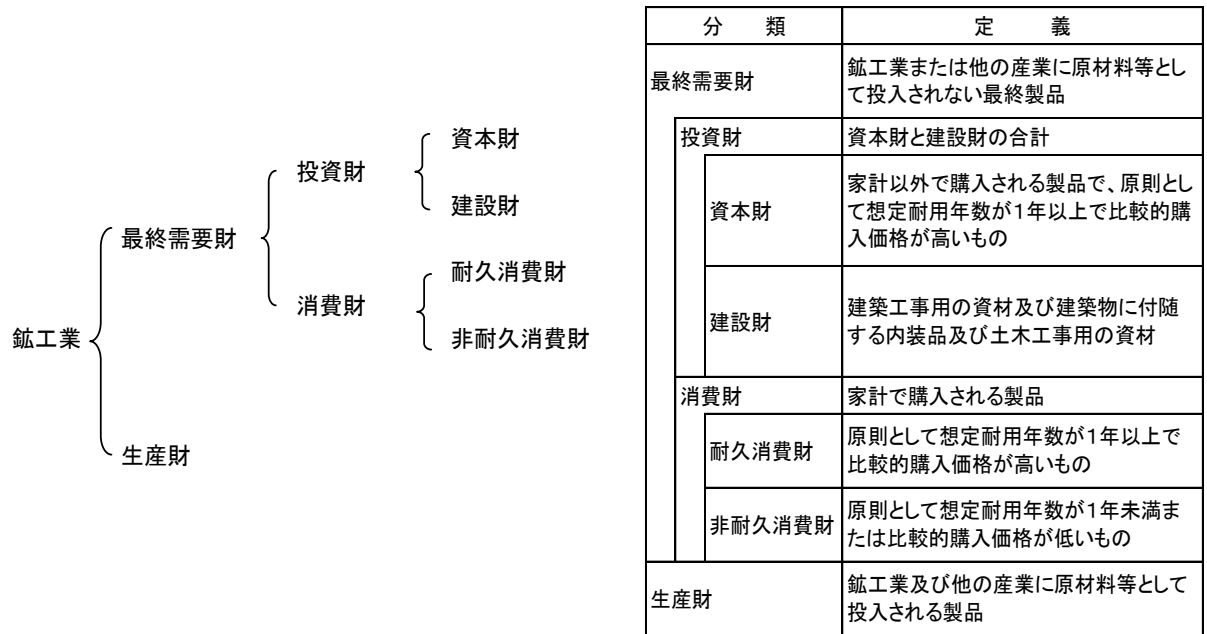 鉱工業
最終需要財
生産財
投資財
消費財
資本財
建設財
耐久消費財
非耐久消費財
分　類
定　義
最終需要財
鉱工業または他の産業に原材料等とし
て投入されない最終製品
投資財
資本財と建設財の合計
資本財
家計以外で購入される製品で、原則とし
て想定耐用年数が1年以上で比較的購
入価格が高いもの
建設財
建築工事用の資材及び建築物に付随
する内装品及び土木工事用の資材
消費財
家計で購入される製品
耐久消費財
原則として想定耐用年数が1年以上で
比較的購入価格が高いもの
非耐久消費財
原則として想定耐用年数が1年未満ま
たは比較的購入価格が低いもの
生産財
鉱工業及び他の産業に原材料等として
投入される製品